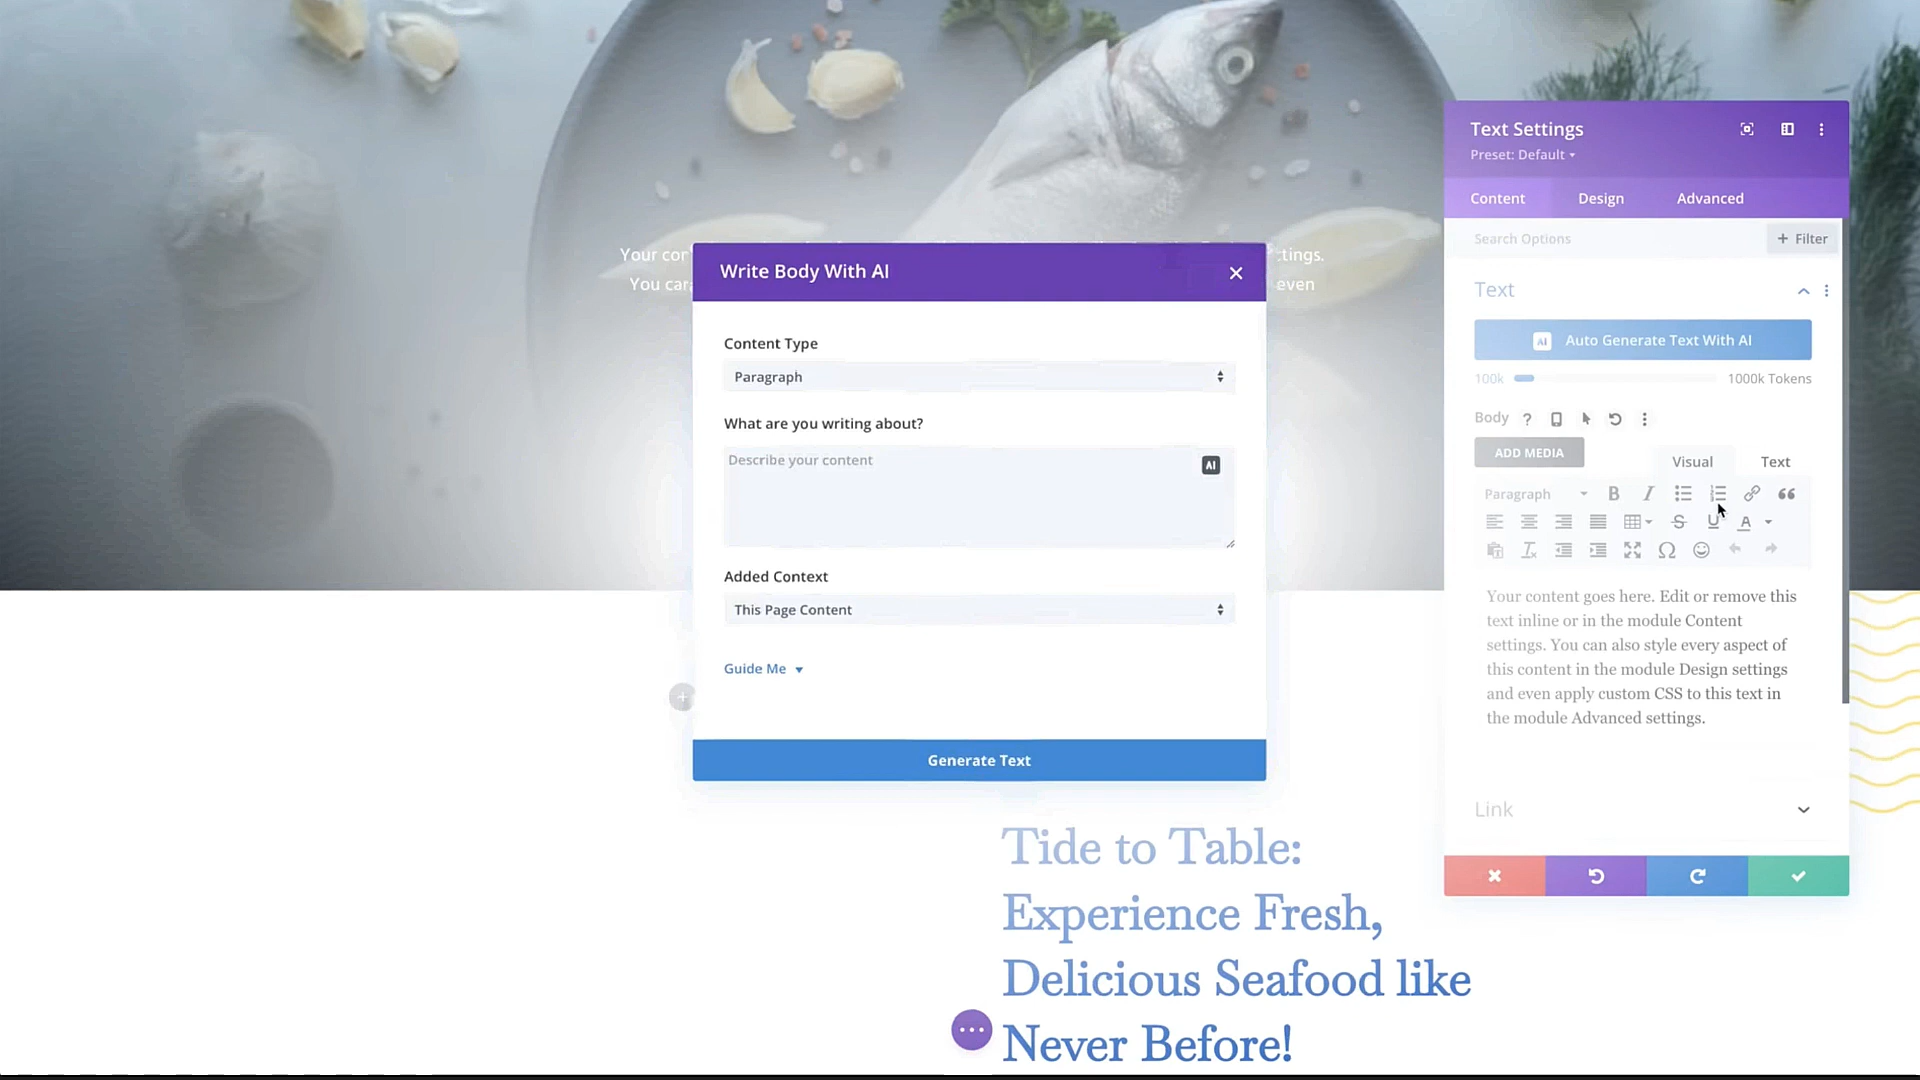 Your con
tings.
You can
even
Write Body With AI
Content Type
Paragraph
What are you writing about?
Describe your content
AI
Added Context
This Page Content
Guide Me
Generate Text
Text Settings
Preset: Default
Content Design Advanced
Search Options
+ Filter
Text
AI Auto Generate Text With AI
100k
1000k Tokens
Body
ADD MEDIA
Visual Text
Paragraph
Your content goes here. Edit or remove this
text inline or in the module Content
settings. You can also style every aspect of
this content in the module Design settings
and even apply custom CSS to this text in
the module Advanced settings.
Link
Tide to Table:
Experience Fresh,
Delicious Seafood like
Never Before!